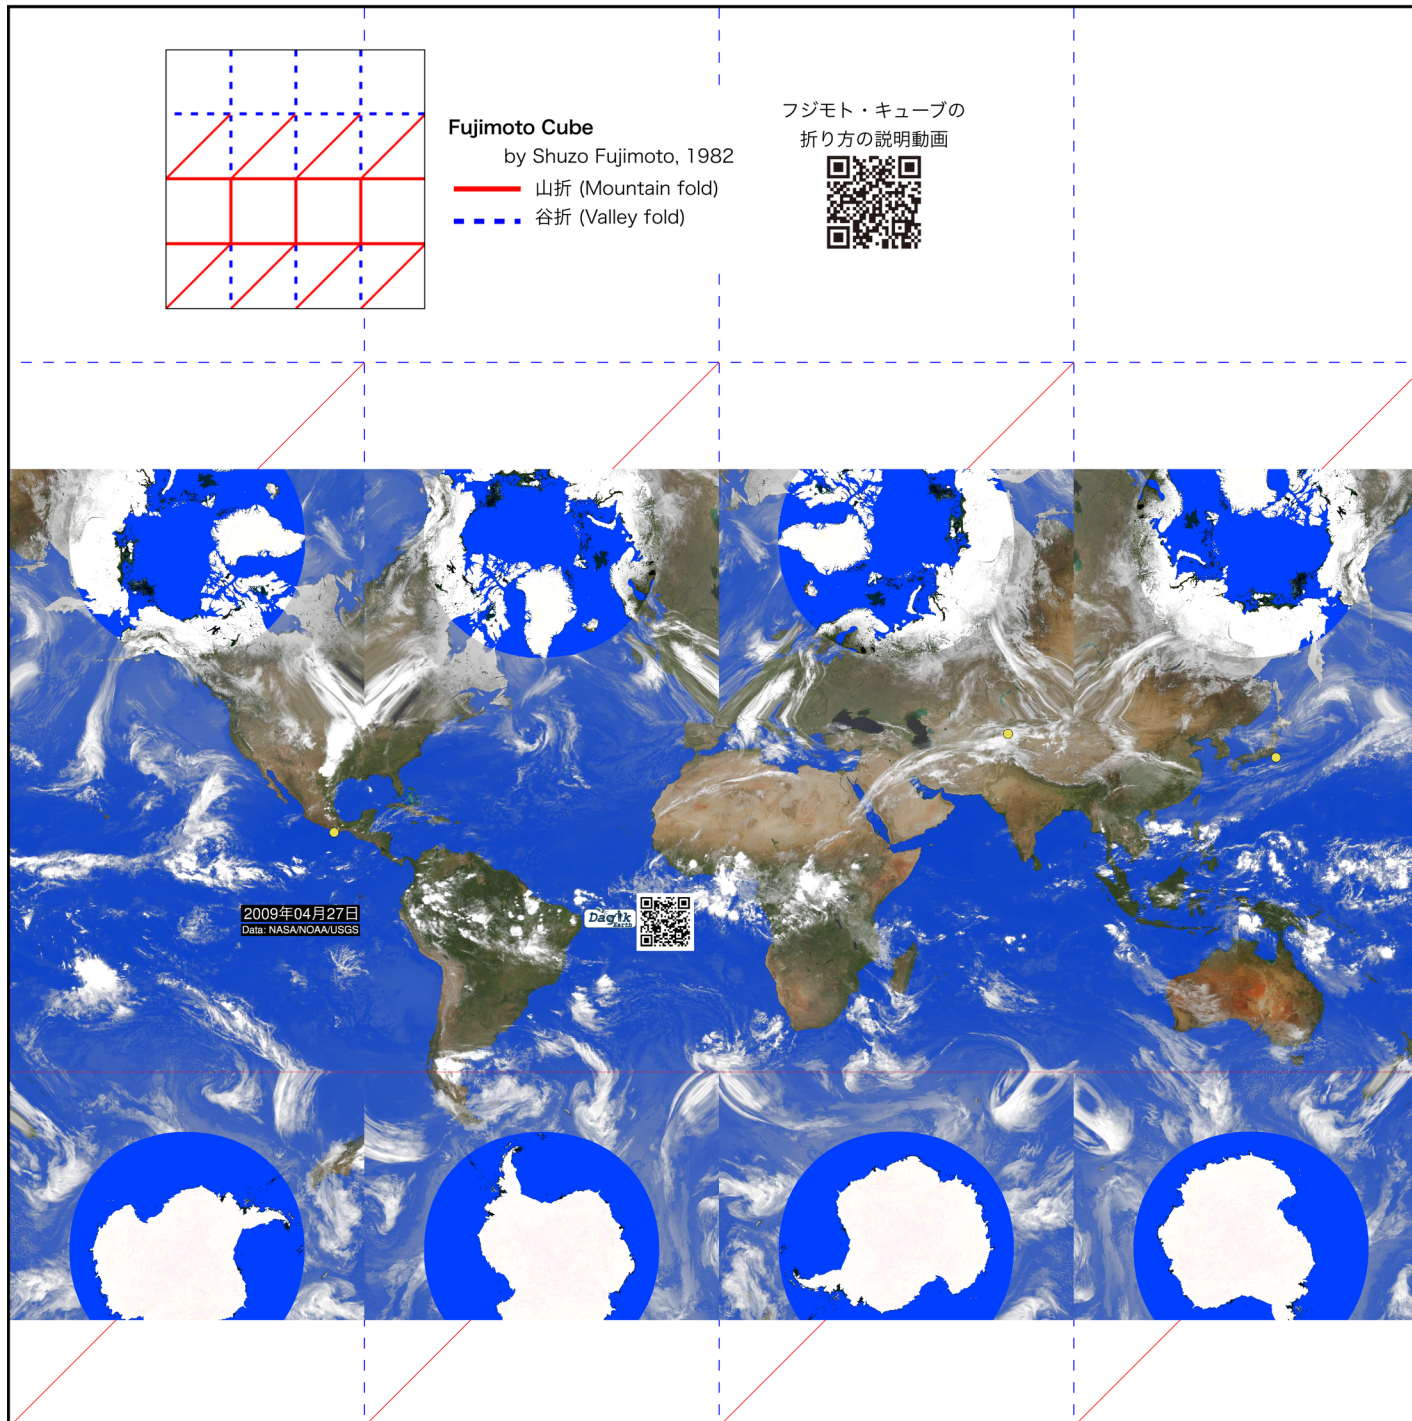 Fujimoto Cube
by Shuzo Fujimoto, 1982
山折 (Mountain fold)
谷折 (Valley fold)
フジモト・キューブの
折り方の説明動画
2009年04月27日
Data: NASA/NOAA/USGS
Dagik
Earth